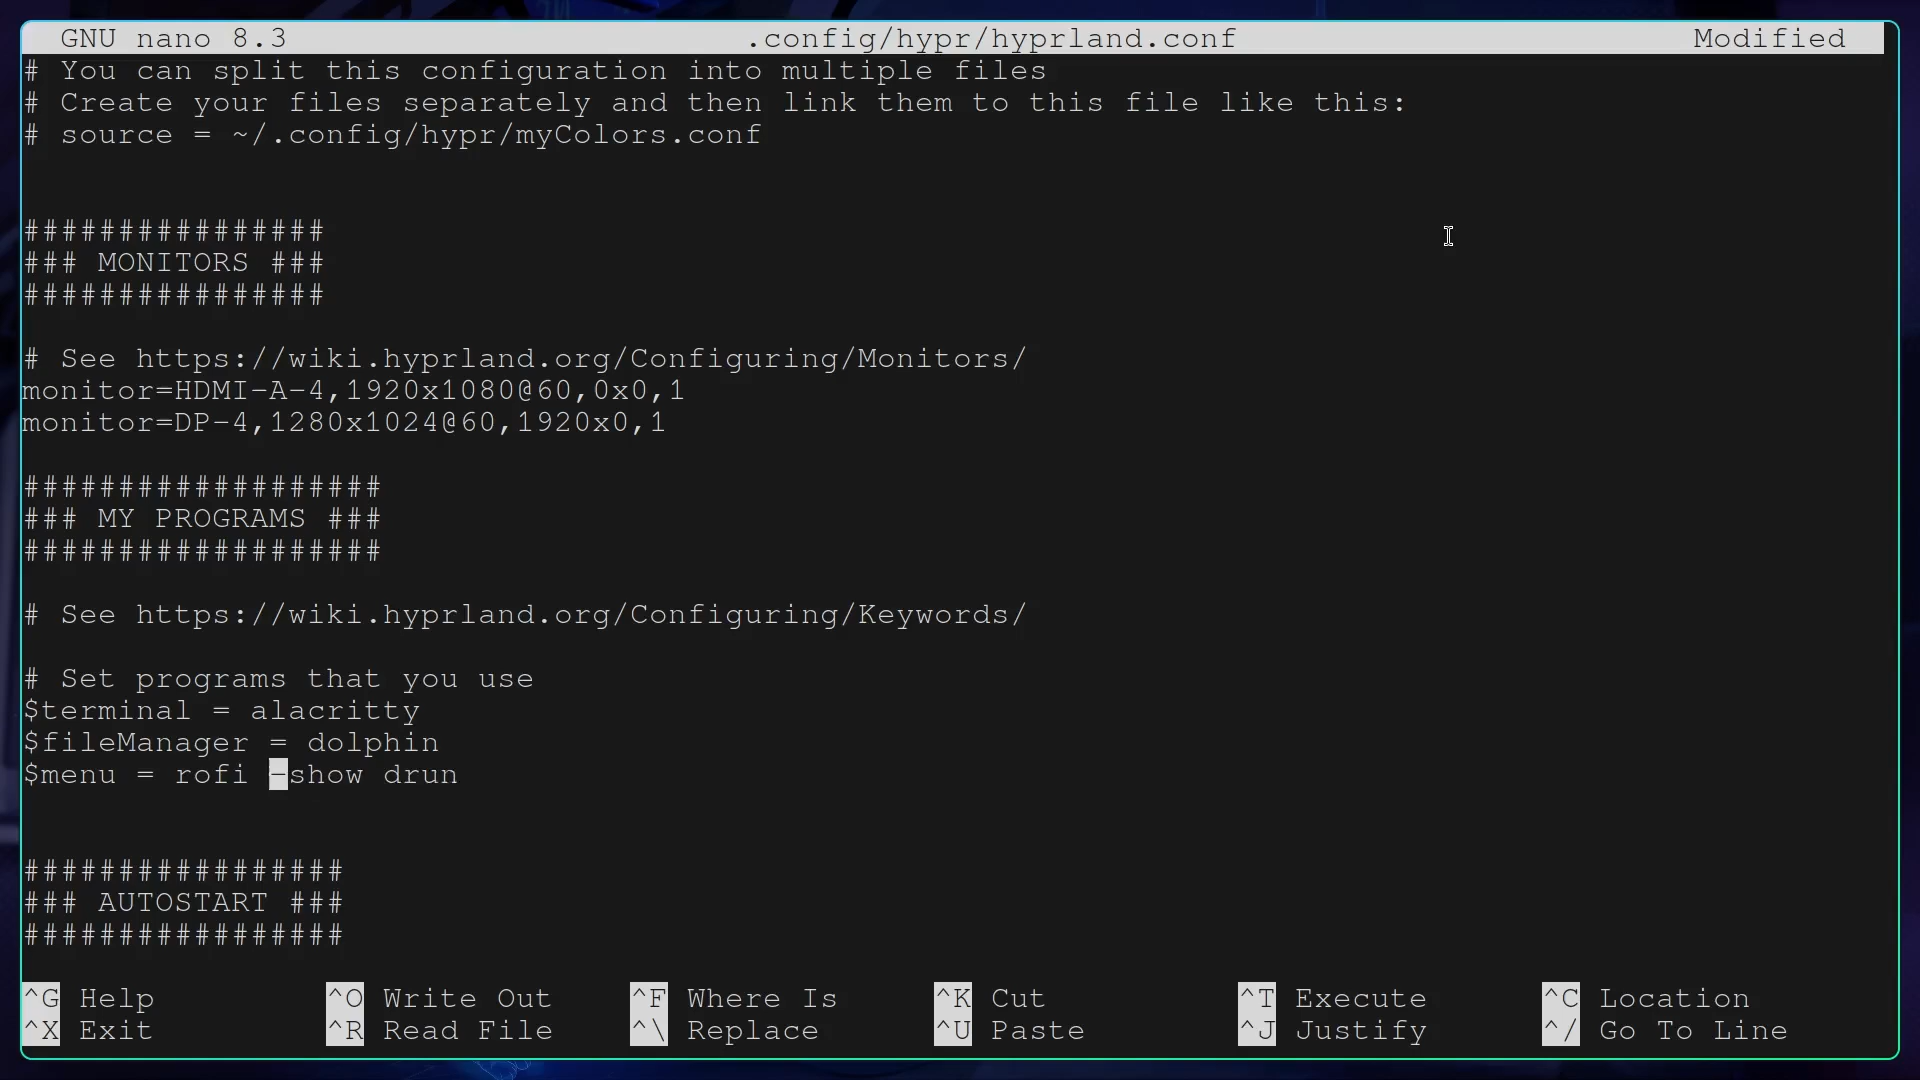 GNU nano 8.3 .config/hypr/hyprland.conf Modified
# You can split this configuration into multiple files
# Create your files separately and then link them to this file like this:
# source = ~/.config/hypr/myColors.conf
################
### MONITORS ###
################
# See https://wiki.hyprland.org/Configuring/Monitors/
monitor=HDMI-A-4,1920x1080@60,0x0,1
monitor=DP-4,1280x1024@60,1920x0,1
###################
### MY PROGRAMS ###
###################
# See https://wiki.hyprland.org/Configuring/Keywords/
# Set programs that you use
$terminal = alacritty
$fileManager = dolphin
$menu = rofi -show drun
#################
### AUTOSTART ###
#################
^G Help ^O Write Out ^F Where Is ^K Cut ^T Execute ^C Location
^X Exit ^R Read File ^\ Replace ^U Paste ^J Justify ^/ Go To Line